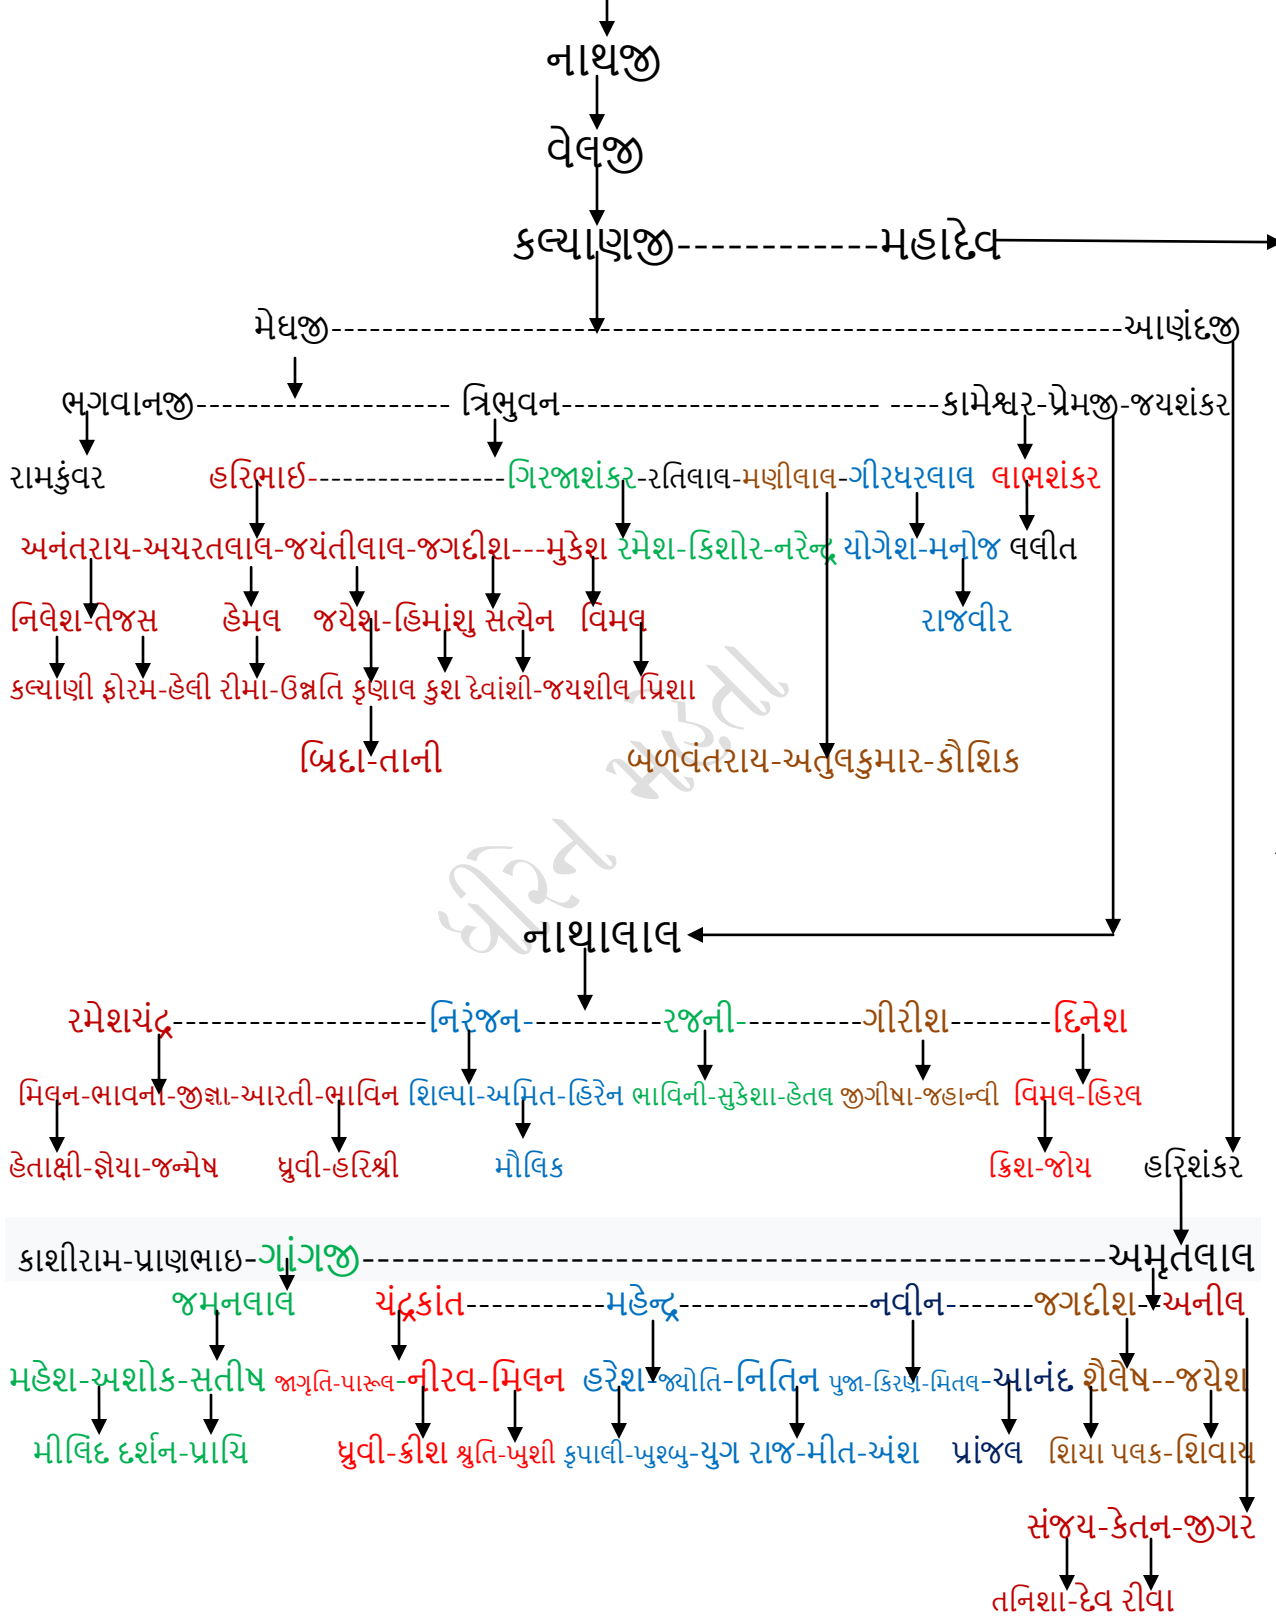 નાથજી
વેલજી
કલ્યાણજી------------મહાદેવ
મેઘજી------------------------------------------------------------આણંદજી
ભગવાનજી-------------------- ત્રિભુવન------------------------- ----કામેશ્વર-પ્રેમજી-જયશંકર
રામકુંવર હરિભાઈ----------------ગિરજાશંકર-રતિલાલ-મણીલાલ-ગીરધરલાલ લાભશંકર
અનંતરાય-અચરતલાલ-જયંતીલાલ-જગદીશ---મુકેશ રમેશ-કિશોર-નરેન્દ્ર યોગેશ-મનોજ લલીત
નિલેશ-તેજસ હેમલ જયેશ-હિમાંશુ સત્યેન વિમલ રાજવીર
કલ્યાણી ફોરમ-હેલી રીમા-ઉન્નતિ કૃણાલ કુશ દેવાંશી-જયશીલ પ્રિશા
બ્રિદા-તાની બળવંતરાય-અતુલકુમાર-કૌશિક
ધીરેન મહેતા
નાથાલાલ
રમેશચંદ્ર--------------------નિરંજન-----------રજની----------ગીરીશ--------દિનેશ
મિલન-ભાવના-જીજ્ઞા-આરતી-ભાવિન શિલ્પા-અમિત-હિરેન ભાવિની-સુકેશા-હેતલ જીગીષા-જહાન્વી વિમલ-હિરલ
હેતાક્ષી-જ્ઞેયા-જન્મેષ ધ્રુવી-હરિશ્રી મૌલિક ક્રિશ-જોય હરિશંકર
કાશીરામ-પ્રાણભાઇ-ગાંગજી--------------------------------------------------અમૃતલાલ
જમનલાલ ચંદ્રકાંત-----------મહેન્દ્ર---------------નવીન-------જગદીશ--અનીલ
મહેશ-અશોક-સતીષ જાગૃતિ-પારૂલ-નીરવ-મિલન હરેશ-જ્યોતિ-નિતિન પુજા-કિરણ-મિતલ-આનંદ શૈલેષ--જયેશ
મીલિંદ દર્શન-પ્રાચિ ધ્રુવી-ક્રીશ શ્રુતિ-ખુશી કૃપાલી-ખુશ્બુ-યુગ રાજ-મીત-અંશ પ્રાંજલ શિયા પલક-શિવાય
સંજય-કેતન-જીગર
તનિશા-દેવ રીવા